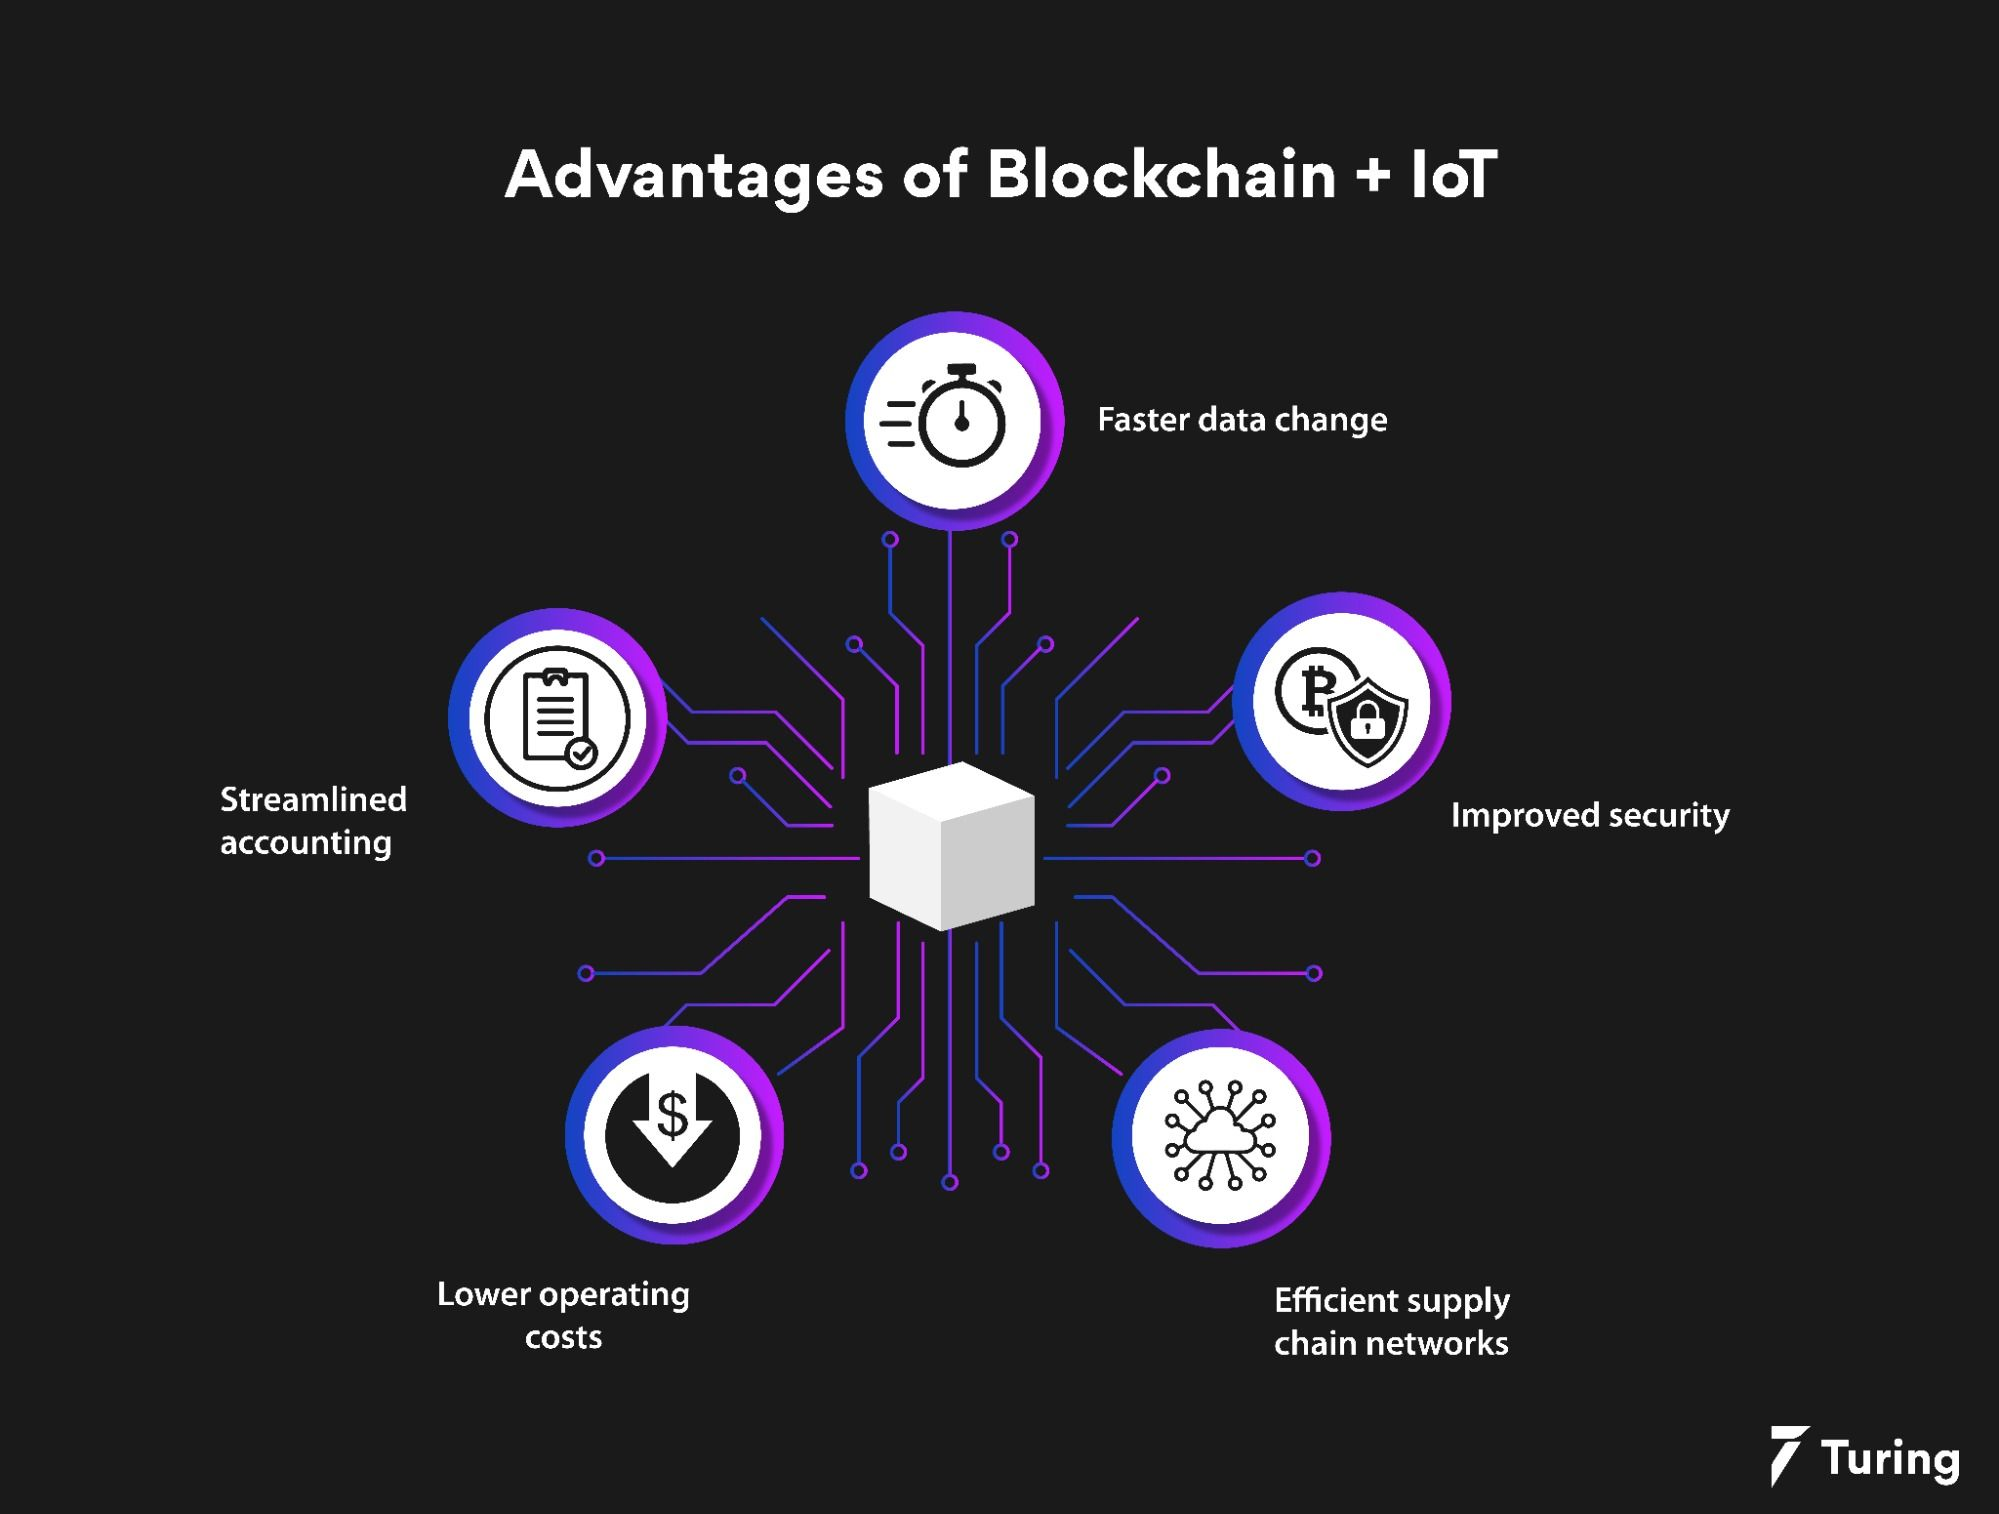 Advantages of Blockchain + IoT
Faster data change
Improved security
Streamlined
accounting
Lower operating
costs
$
Efficient supply
chain networks
Turing